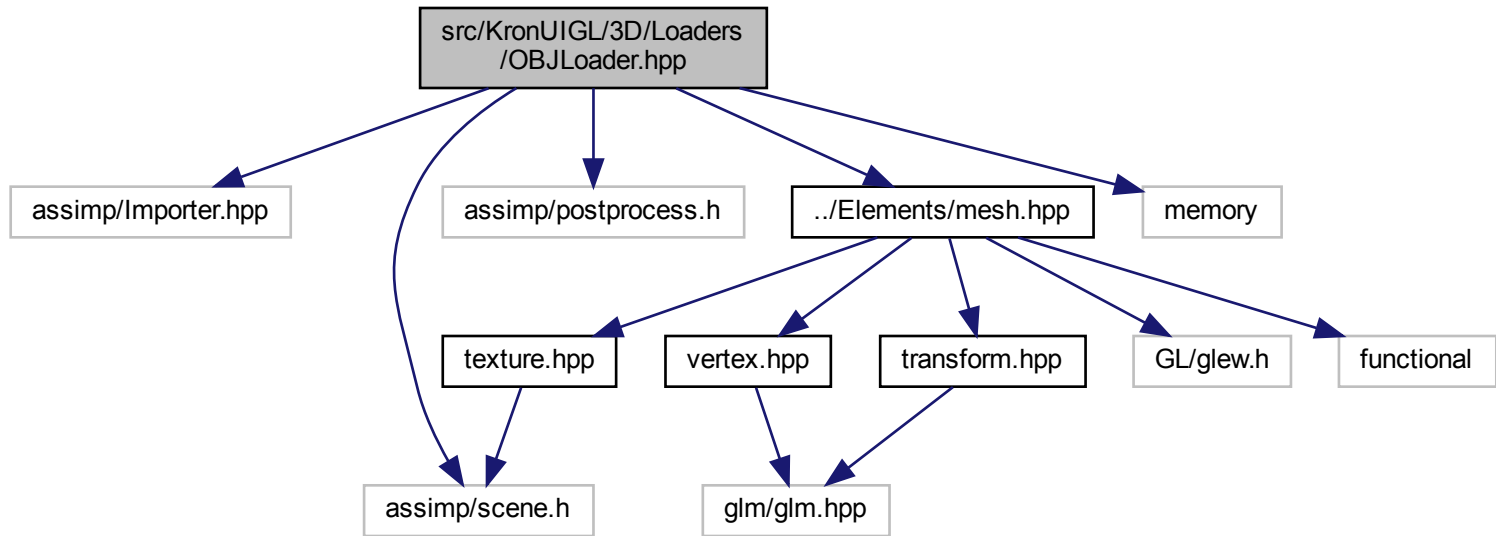 src/KronUIGL/3D/Loaders
/OBJLoader.hpp
assimp/Importer.hpp
assimp/postprocess.h
../Elements/mesh.hpp
memory
texture.hpp
vertex.hpp
transform.hpp
GL/glew.h
functional
assimp/scene.h
glm/glm.hpp